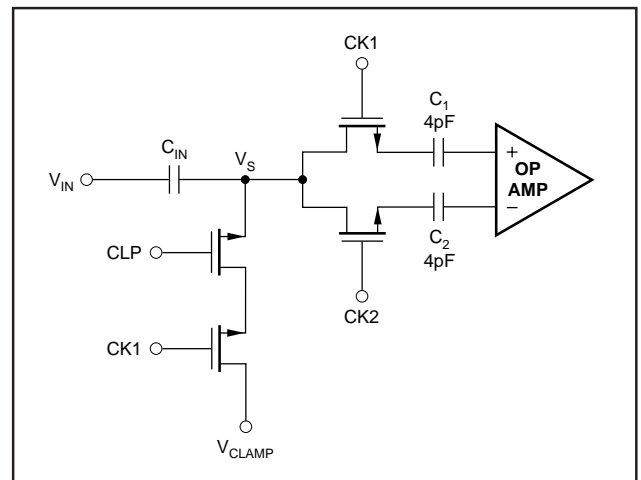 CK1
C1
4pF
CIN
VS
VIN
+
OP
AMP
−
C2
4pF
CLP
CK2
CK1
VCLAMP